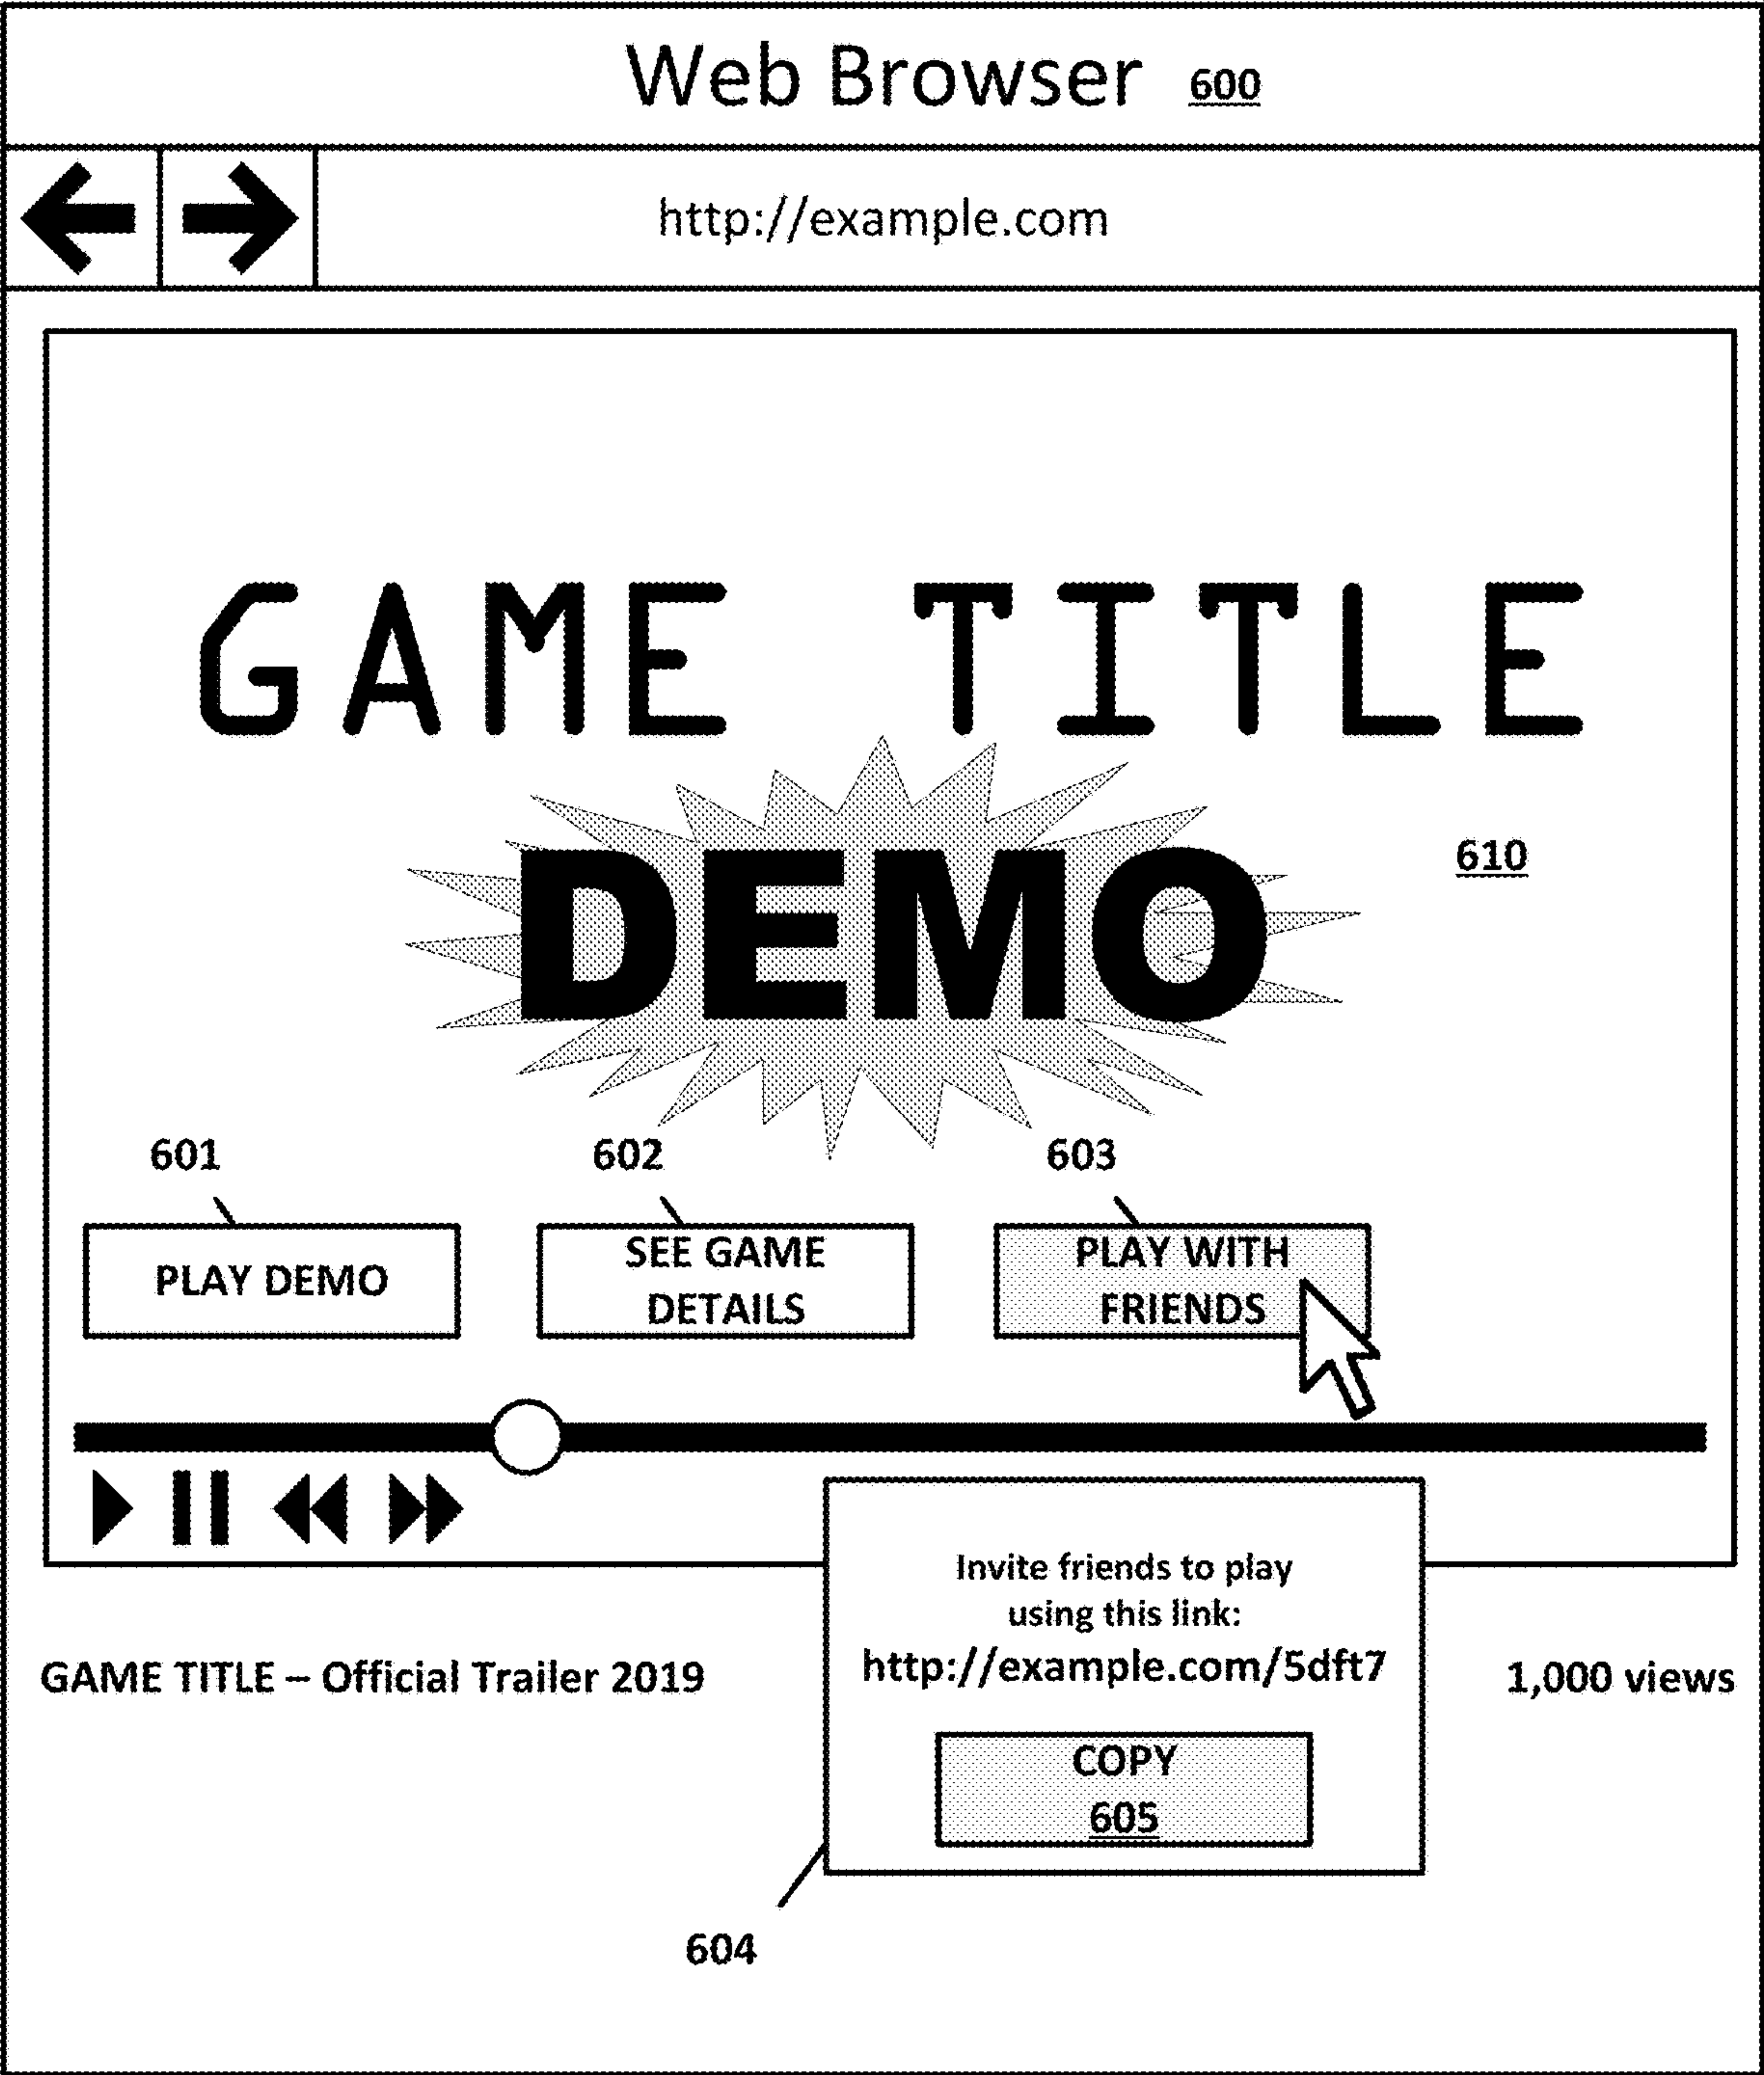 Web Browser 600
http://example.com
GAME TITLE
DEMO
610
601
602
603
PLAY DEMO
SEE GAME
DETAILS
PLAY WITH
FRIENDS
Invite friends to play
using this link:
http://example.com/5dft7
GAME TITLE – Official Trailer 2019
1,000 views
COPY
605
604